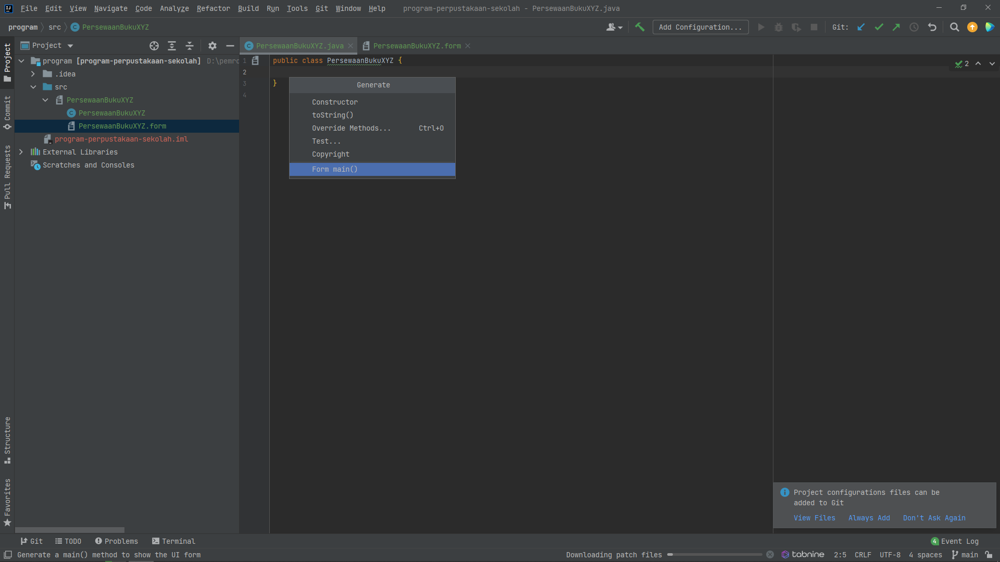 File Edit View Navigate Code Analyze Refactor Build Run Tools Git Window Help program-perpustakaan-sekolah - PersewaanBukuXYZ.java
program src PersewaanBukuXYZ Add Configuration... Git:
Project
PersewaanBukuXYZ.java
PersewaanBukuXYZ.form
Project
Commit
Pull Requests
Structure
Favorites
program [program-perpustakaan-sekolah] D:\pemro
.idea
src
PersewaanBukuXYZ
PersewaanBukuXYZ
PersewaanBukuXYZ.form
program-perpustakaan-sekolah.iml
External Libraries
Scratches and Consoles
1 public class PersewaanBukuXYZ {
2
3 }
4
2
Generate
Constructor
toString()
Override Methods... Ctrl+O
Test...
Copyright
Form main()
Project configurations files can be
added to Git
View Files Always Add Don't Ask Again
Git TODO Problems Terminal 4 Event Log
Generate a main() method to show the UI form Downloading patch files tabnine 2:5 CRLF UTF-8 4 spaces main